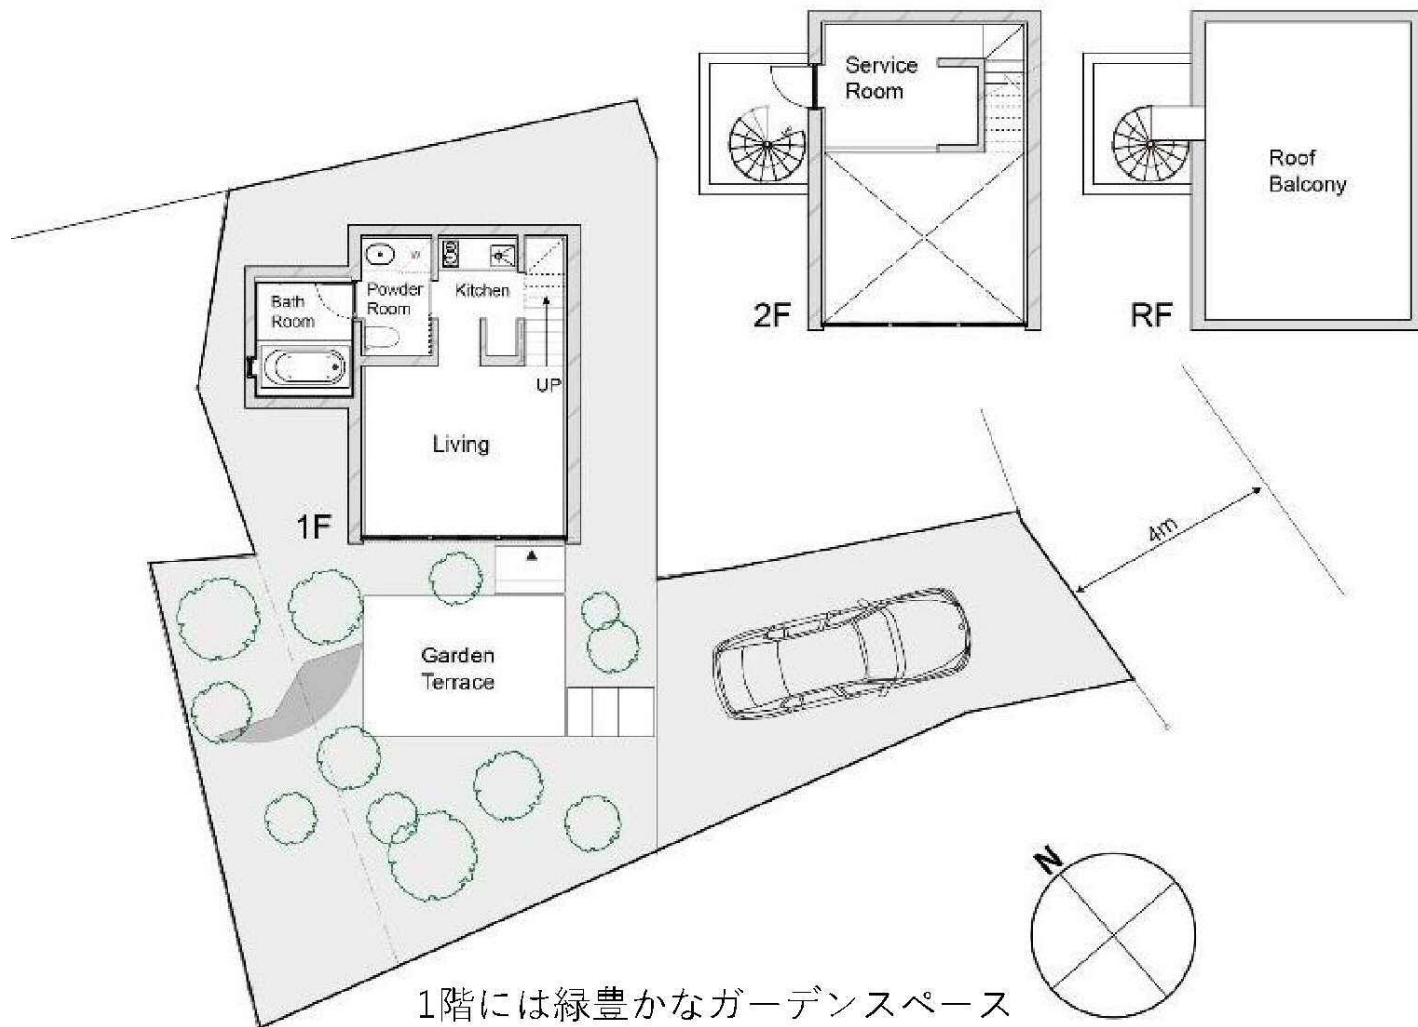 Service
Room
Roof
Balcony
2F
RF
Bath
Room
Powder
Room
W
Kitchen
UP
Living
1F
4m
Garden
Terrace
N
1階には緑豊かなガーデンスペース